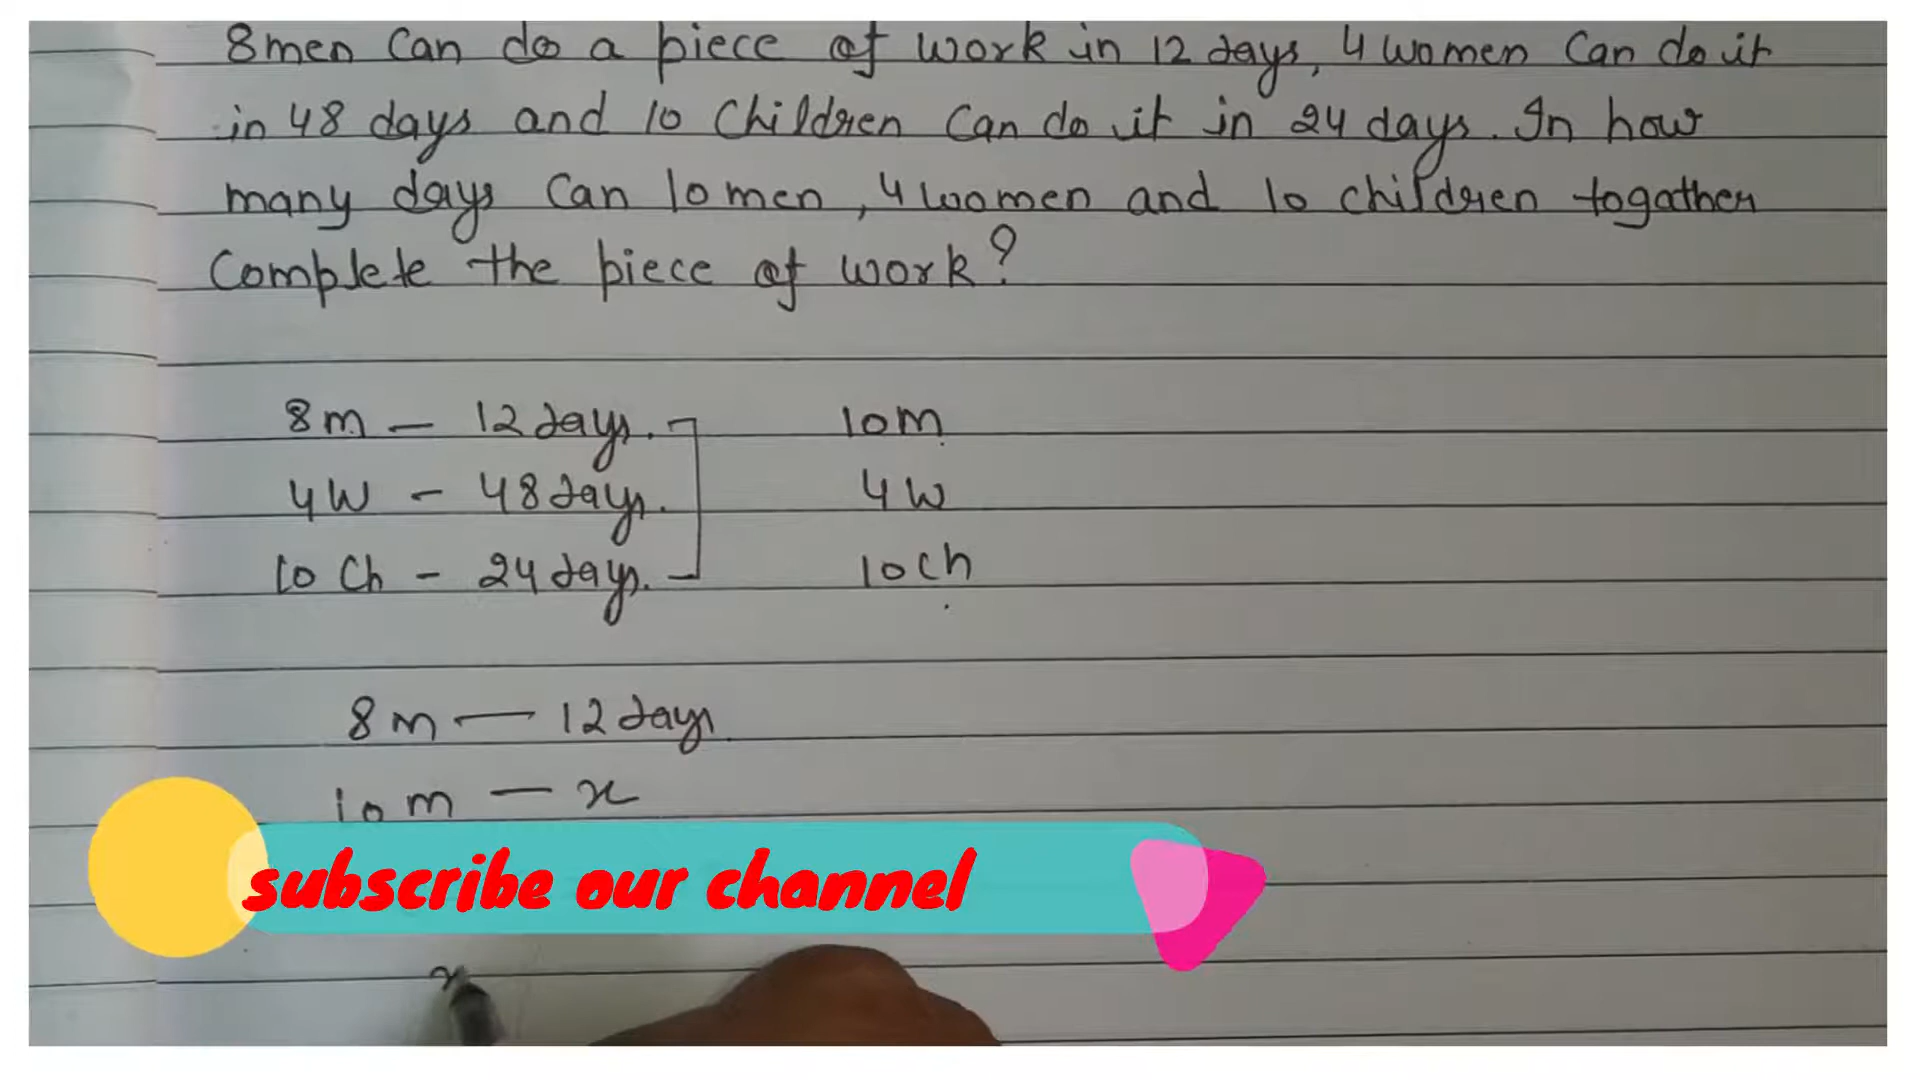 8men can do a piece of work in 12 days, 4 women can do it
in 48 days and 10 children can do it in 24 days. In how
many days can 10 men, 4 women and 10 children togather
complete the piece of work?
8m — 12 days. 10m
4W - 48 days. 4W
10 Ch - 24 days. 10ch
8m — 12 days
10m — x
subscribe our channel
x